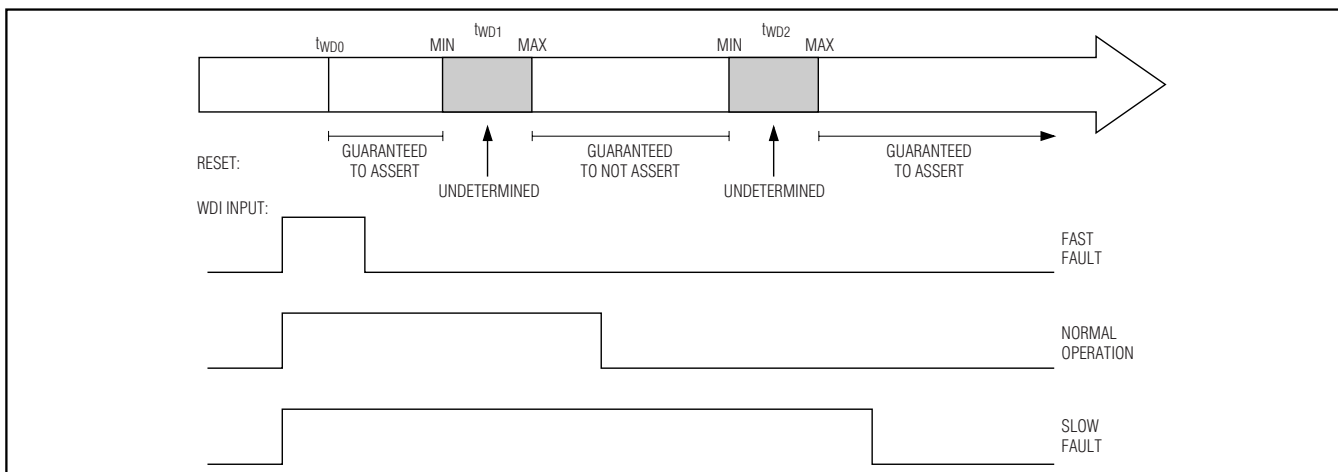 tWD0
MIN
tWD1
MAX
MIN
tWD2
MAX
RESET:
GUARANTEED
TO ASSERT
UNDETERMINED
GUARANTEED
TO NOT ASSERT
UNDETERMINED
GUARANTEED
TO ASSERT
WDI INPUT:
FAST
FAULT
NORMAL
OPERATION
SLOW
FAULT